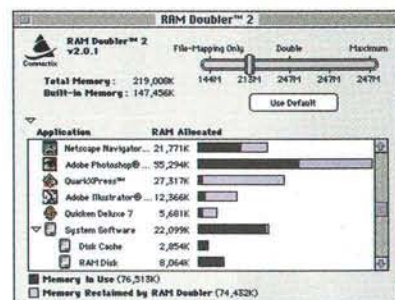 RAM Doubler™ 2
RAM Doubler™ 2
v2.0.1
Connectix
File-Mapping Only Double Maximum
144M 213M 247M 247M 247M 247M
Total Memory: 219,008K
Built-in Memory: 147,456K
Use Default
Application RAM Allocated
Netscape Navigator... 21,771K
Adobe Photoshop® ... 55,294K
QuarkXPress™ 27,317K
Adobe Illustrator® ... 12,366K
Quicken Deluxe 7 5,681K
System Software 22,099K
Disk Cache 2,854K
RAM Disk 8,064K
Memory In Use (76,513K)
Memory Reclaimed by RAM Doubler (74,432K)